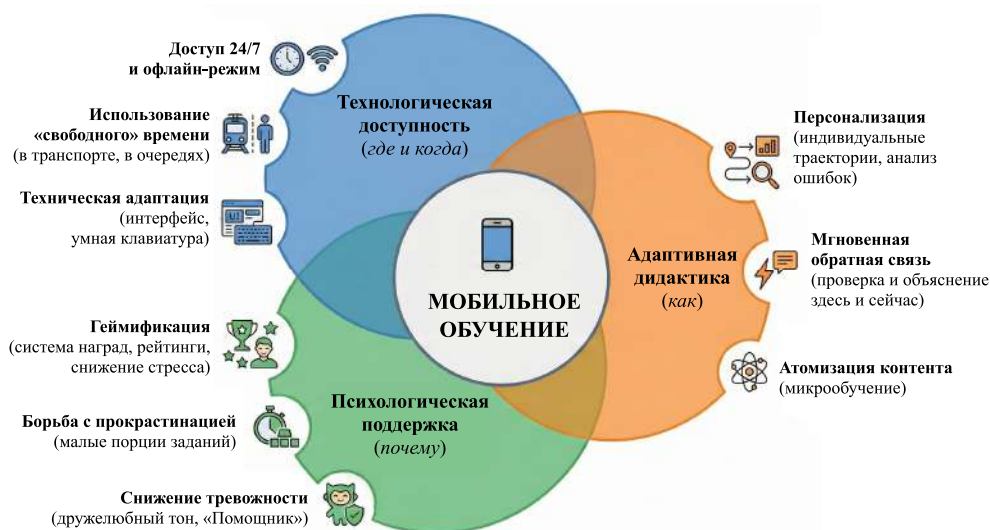 Доступ 24/7
и офлайн-режим
Использование
«свободного» времени
(в транспорте, в очередях)
Техническая адаптация
(интерфейс,
умная клавиатура)
Технологическая
доступность
(где и когда)
Персонализация
(индивидуальные
траектории, анализ
ошибок)
Мгновенная
обратная связь
(проверка и объяснение
здесь и сейчас)
Атомизация контента
(микрообучение)
Адаптивная
дидактика
(как)
МОБИЛЬНОЕ
ОБУЧЕНИЕ
Геймификация
(система наград, рейтинги,
снижение стресса)
Борьба с прокрастинацией
(малые порции заданий)
Снижение тревожности
(дружелюбный тон, «Помощник»)
Психологическая
поддержка
(почему)